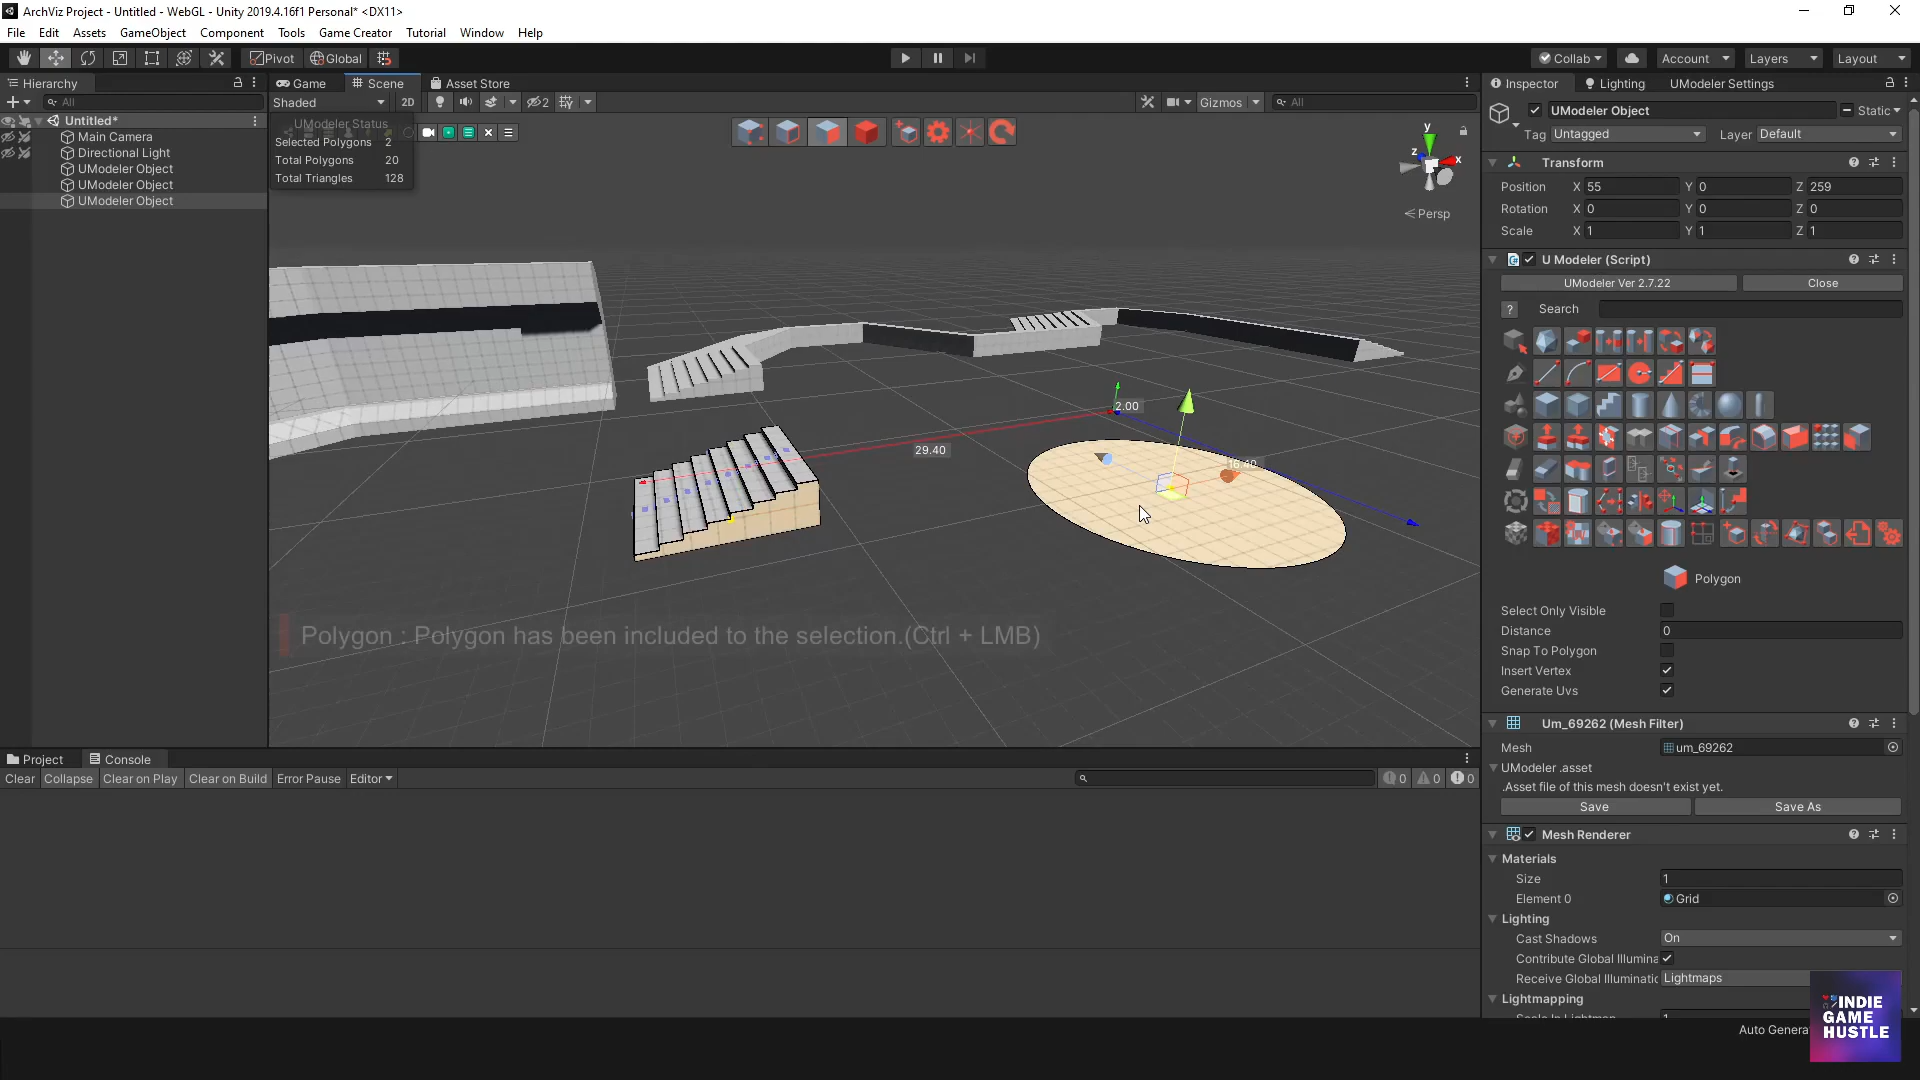 ArchViz Project - Untitled - WebGL - Unity 2019.4.16f1 Personal* <DX11>
File Edit Assets GameObject Component Tools Game Creator Tutorial Window Help
Pivot Global Collab Account Layers Layout
Hierarchy Game Scene Asset Store Inspector Lighting UModeler Settings
All Shaded 2D 2 Gizmos All
UModeler Object Static
Tag Untagged Layer Default
Untitled*
Main Camera
Directional Light
UModeler Object
UModeler Object
UModeler Object
UModeler Status
Selected Polygons 2
Total Polygons 20
Total Triangles 128
y
z x
Persp
2.00
29.40
16.40
Polygon : Polygon has been included to the selection.(Ctrl + LMB)
Transform
Position X 55 Y 0 Z 259
Rotation X 0 Y 0 Z 0
Scale X 1 Y 1 Z 1
U Modeler (Script)
UModeler Ver 2.7.22 Close
? Search
Polygon
Select Only Visible
Distance 0
Snap To Polygon
Insert Vertex
Generate Uvs
Um_69262 (Mesh Filter)
Mesh um_69262
UModeler .asset
.Asset file of this mesh doesn't exist yet.
Save Save As
Mesh Renderer
Materials
Size 1
Element 0 Grid
Lighting
Cast Shadows On
Contribute Global Illumina
Receive Global Illuminatic Lightmaps
Lightmapping
Auto Genera
Project Console
Clear Collapse Clear on Play Clear on Build Error Pause Editor 0 0 0
INDIE
GAME
HUSTLE